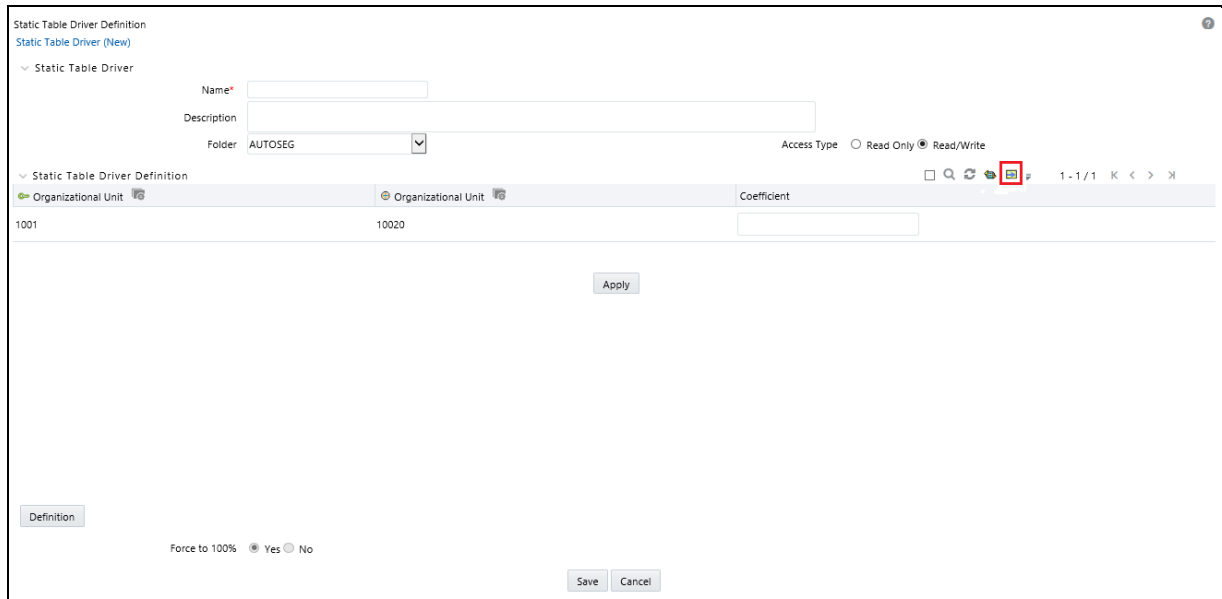 Static Table Driver Definition
Static Table Driver (New)
Static Table Driver
Name*
Description
Folder AUTOSEG Access Type Read Only Read/Write
Static Table Driver Definition 1 - 1 / 1
Organizational Unit Organizational Unit Coefficient
1001 10020
Apply
Definition
Force to 100% Yes No
Save Cancel